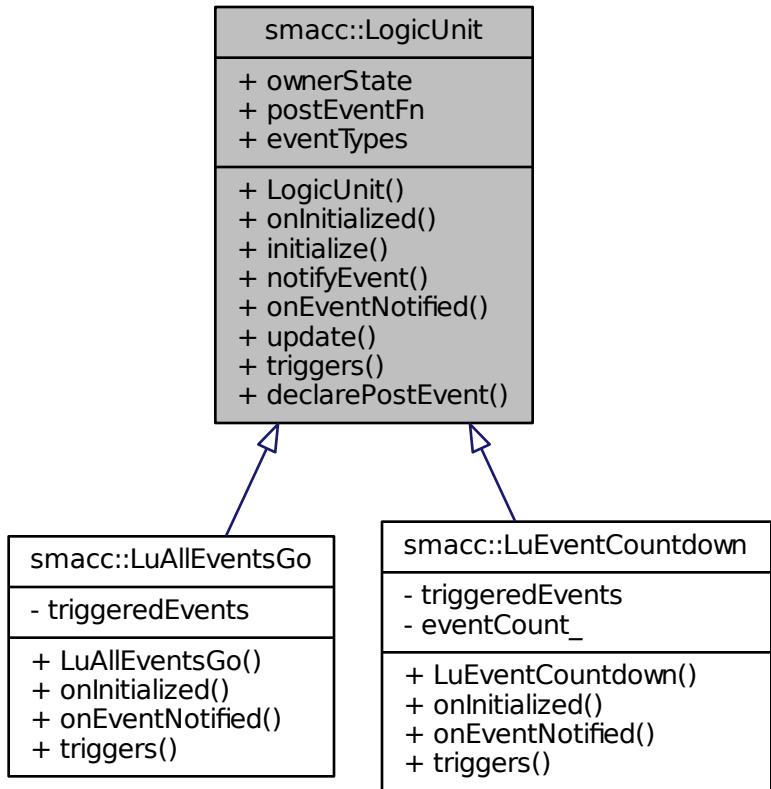 smacc::LogicUnit
+ ownerState
+ postEventFn
+ eventTypes
+ LogicUnit()
+ onInitialized()
+ initialize()
+ notifyEvent()
+ onEventNotified()
+ update()
+ triggers()
+ declarePostEvent()
smacc::LuAllEventsGo
- triggeredEvents
+ LuAllEventsGo()
+ onInitialized()
+ onEventNotified()
+ triggers()
smacc::LuEventCountdown
- triggeredEvents
- eventCount_
+ LuEventCountdown()
+ onInitialized()
+ onEventNotified()
+ triggers()